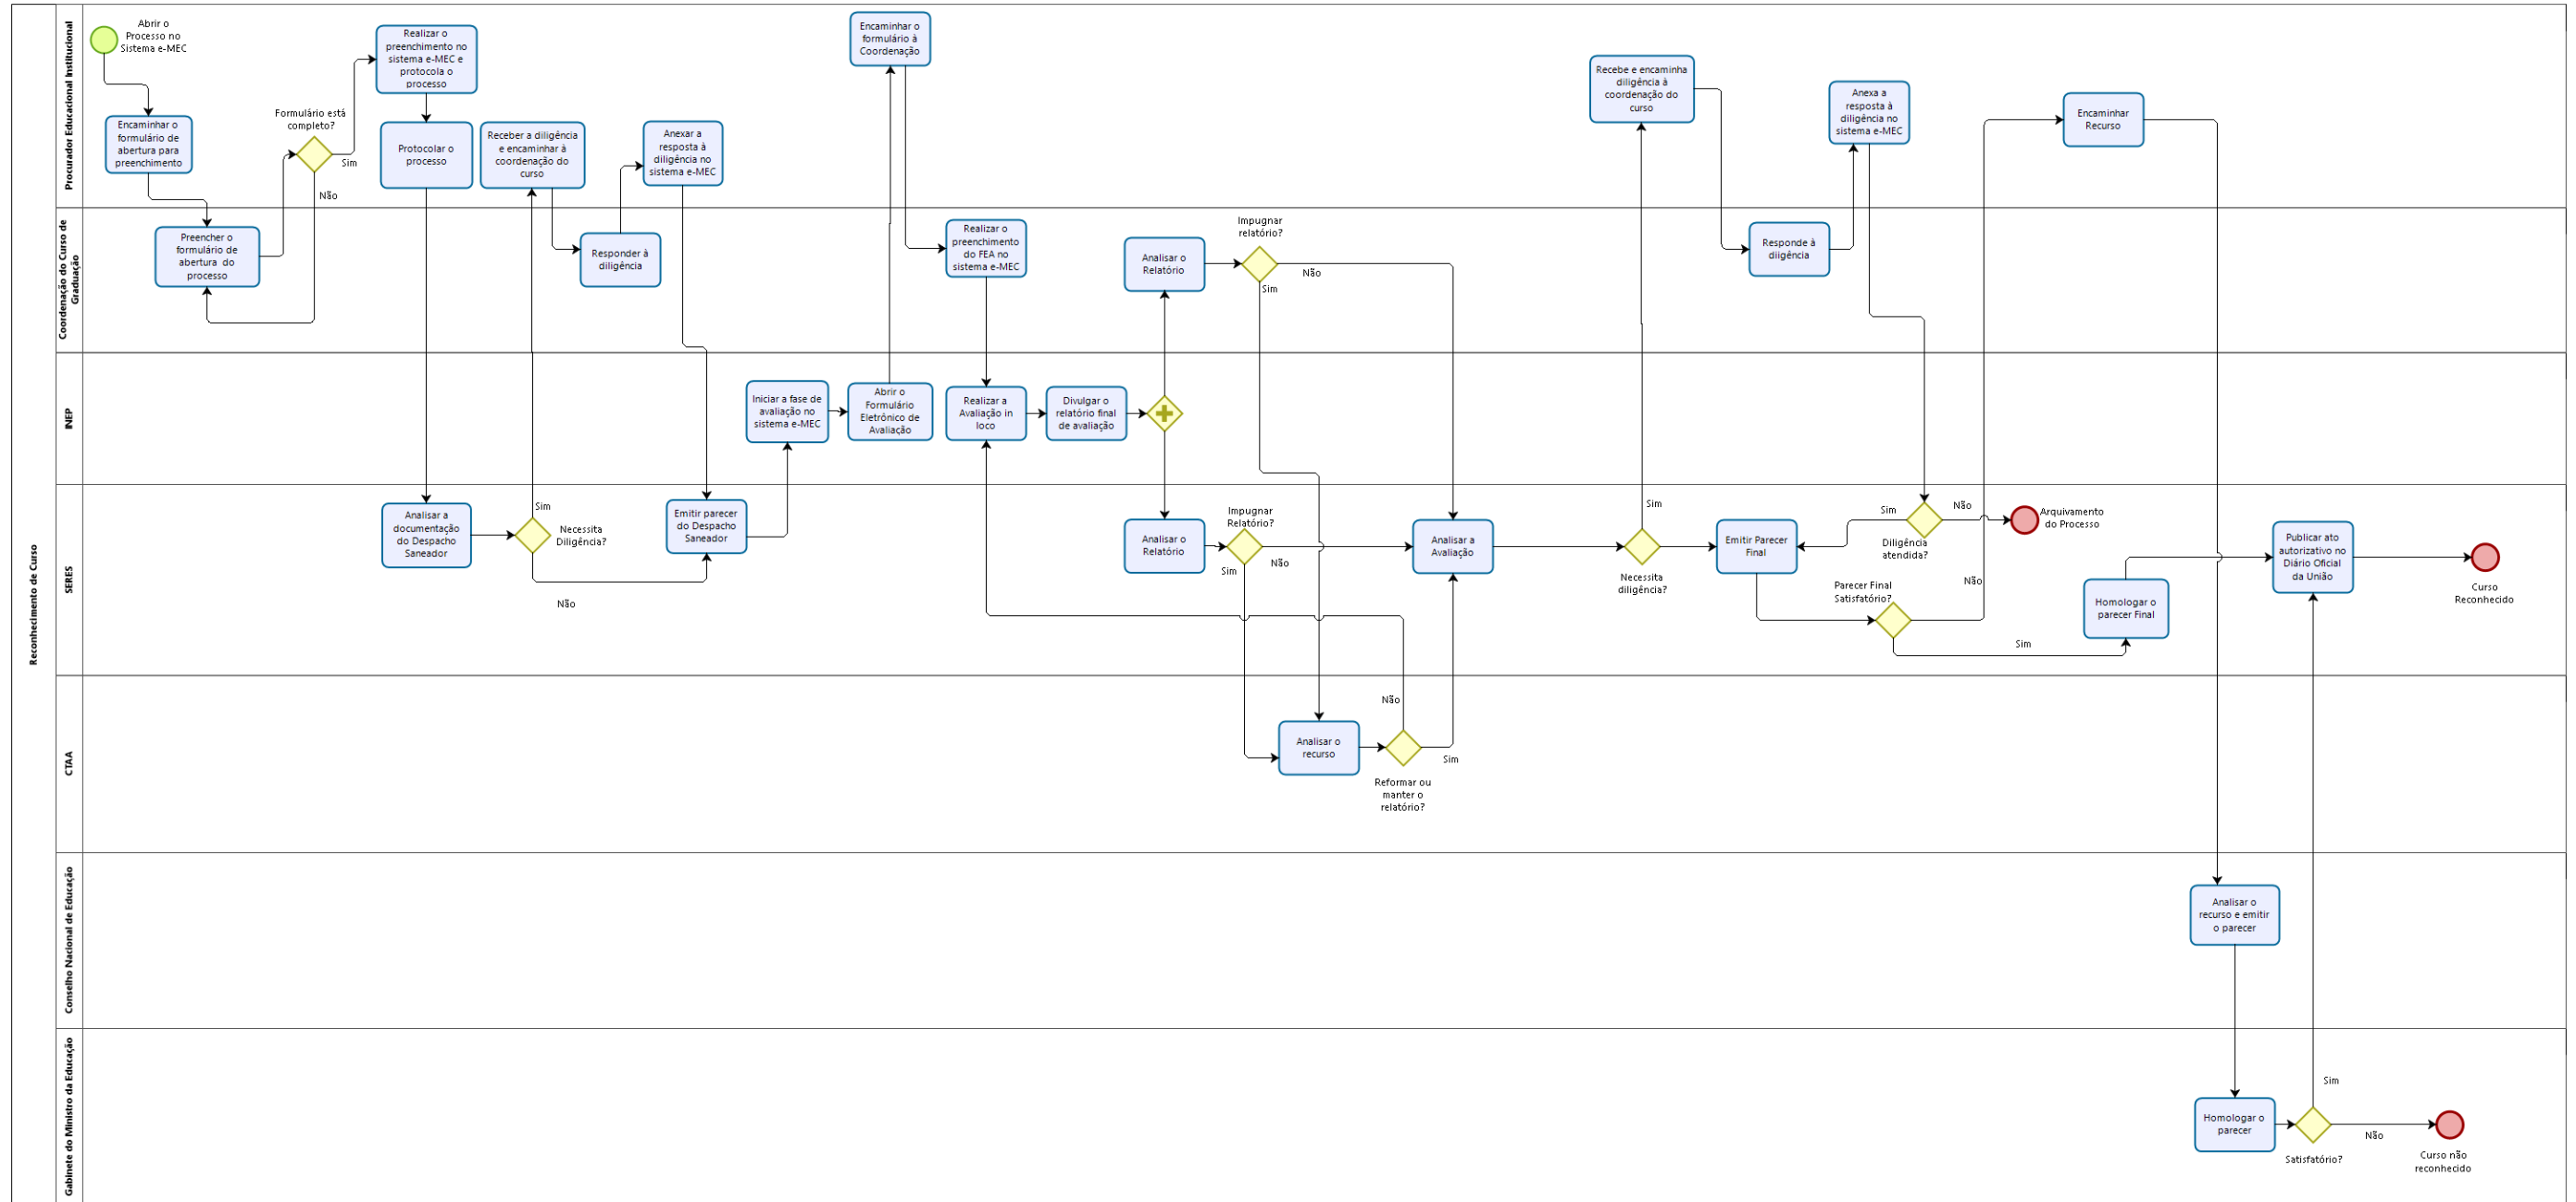 Reconhecimento de Curso
Procurador Educacional Institucional
Abrir o
Processo no
Sistema e-MEC
Encaminhar o
formulário de
abertura para
preenchimento
Formulário está
completo?
Sim
Não
Realizar o
preenchimento no
sistema e-MEC e
protocola o
processo
Protocolar o
processo
Receber a diligência
e encaminhar à
coordenação do
curso
Anexar a
resposta à
diligência no
sistema e-MEC
Encaminhar o
formulário à
Coordenação
Recebe e encaminha
diligência à
coordenação do
curso
Anexa a
resposta à
diligência no
sistema e-MEC
Encaminhar
Recurso
Coordenação do Curso de
Graduação
Preencher o
formulário de
abertura do
processo
Responder à
diligência
Realizar o
preenchimento
do FEA no
sistema e-MEC
Analisar o
Relatório
Impugnar
relatório?
Não
Sim
Responde à
diigência
INEP
Iniciar a fase de
avaliação no
sistema e-MEC
Abrir o
Formulário
Eletrônico de
Avaliação
Realizar a
Avaliação in
loco
Divulgar o
relatório final
de avaliação
SERES
Analisar a
documentação
do Despacho
Saneador
Sim
Necessita
Diligência?
Não
Emitir parecer
do Despacho
Saneador
Analisar o
Relatório
Impugnar
Relatório?
Sim
Não
Analisar a
Avaliação
Sim
Necessita
diligência?
Emitir Parecer
Final
Sim
Diligência
atendida?
Não
Arquivamento
do Processo
Parecer Final
Satisfatório?
Não
Sim
Homologar o
parecer Final
Publicar ato
autorizativo no
Diário Oficial
da União
Curso
Reconhecido
CTAA
Analisar o
recurso
Não
Sim
Reformar ou
manter o
relatório?
Conselho Nacional de Educação
Analisar o
recurso e emitir
o parecer
Gabinete do Ministro da Educação
Homologar o
parecer
Sim
Satisfatório?
Não
Curso não
reconhecido